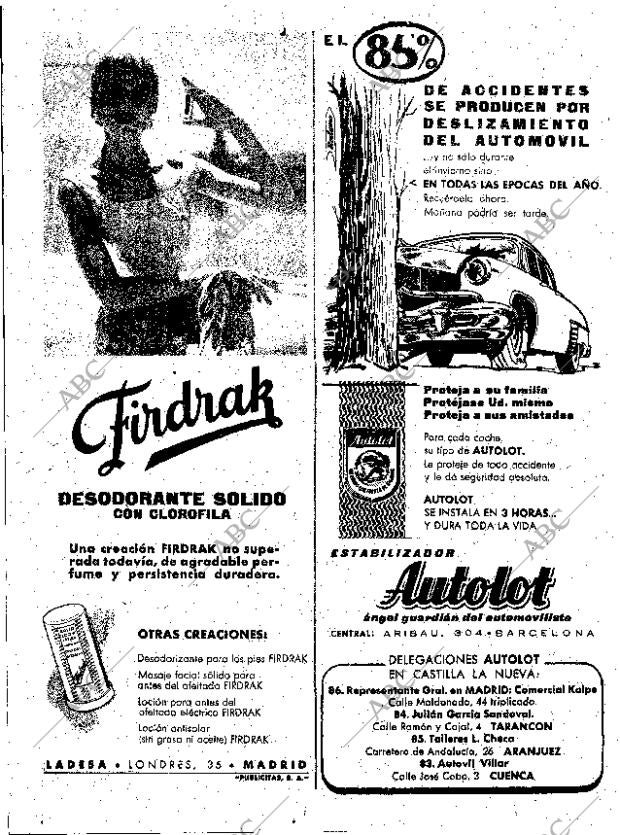 Firdrak
DESODORANTE SOLIDO
CON CLOROFILA
Una creación FIRDRAK no supe-
rada todavía, de agradable per-
fume y persistencia duradera.
OTRAS CREACIONES:
Desodorizante para los pies FIRDRAK
Masaje facial sólido para
antes del afeitado FIRDRAK
Loción para antes del
afeitado eléctrico FIRDRAK
Loción antisolar
(sin grasa ni aceite) FIRDRAK
LADESA • LONDRES, 35 • MADRID
"PUBLICITAS, S. A."
EL 85%
DE ACCIDENTES
SE PRODUCEN POR
DESLIZAMIENTO
DEL AUTOMOVIL
...y no sólo durante
el invierno sino
EN TODAS LAS EPOCAS DEL AÑO.
Recuérdelo ahora.
Mañana podría ser tarde.
Proteja a su familia
Protéjase Ud. mismo
Proteja a sus amistades
Autolot
Para cada coche,
su tipo de AUTOLOT.
Le proteje de todo accidente
y le dá seguridad absoluta.
AUTOLOT
SE INSTALA EN 3 HORAS...
Y DURA TODA LA VIDA
ESTABILIZADOR
Autolot
ángel guardián del automovilista
CENTRAL: ARIBAU, 304 • BARCELONA
DELEGACIONES AUTOLOT
EN CASTILLA LA NUEVA:
86. Representante Gral. en MADRID: Comercial Kalpe
Calle Maldonado, 44 triplicado
84. Julián García Sandoval.
Calle Ramón y Cajal, 4 TARANCON
85. Talleres L. Checa
Carretera de Andalucía, 26 ARANJUEZ
83. Autovil Villar
Calle José Cobo, 3 CUENCA